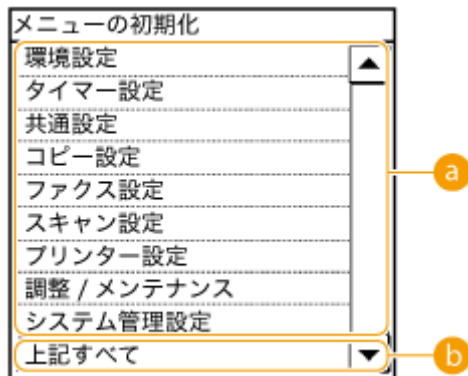 メニューの初期化
環境設定
タイマー設定
共通設定
コピー設定
ファクス設定
スキャン設定
プリンター設定
調整 / メンテナンス
システム管理設定
上記すべて
a
b